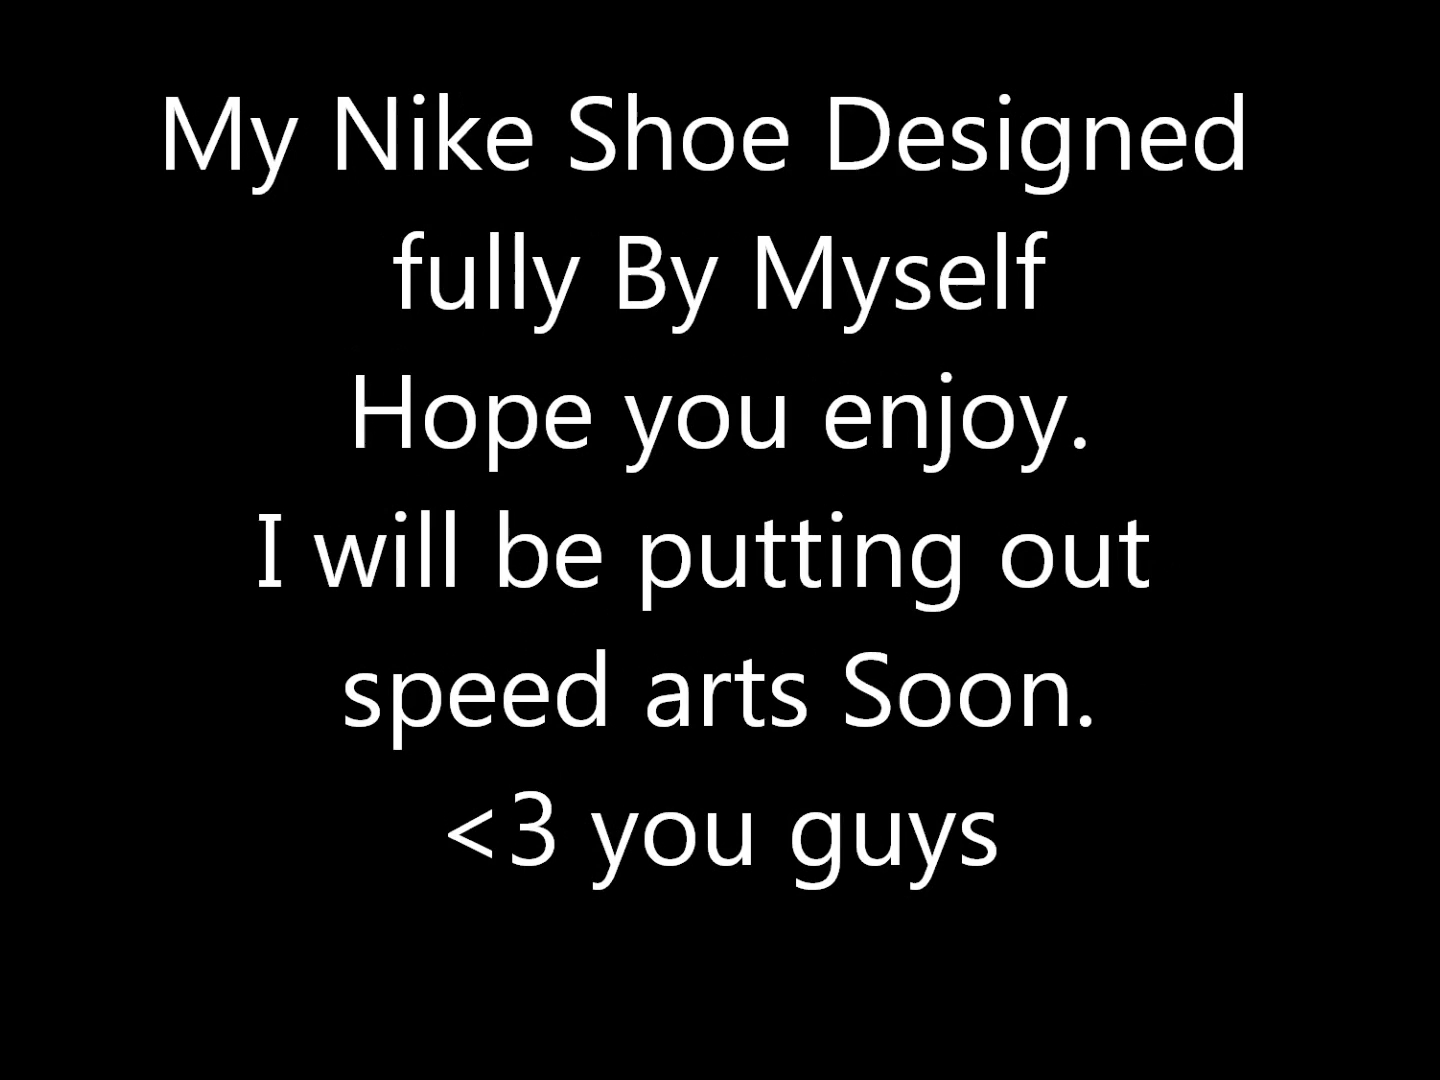 My Nike Shoe Designed
fully By Myself
Hope you enjoy.
I will be putting out
speed arts Soon.
<3 you guys